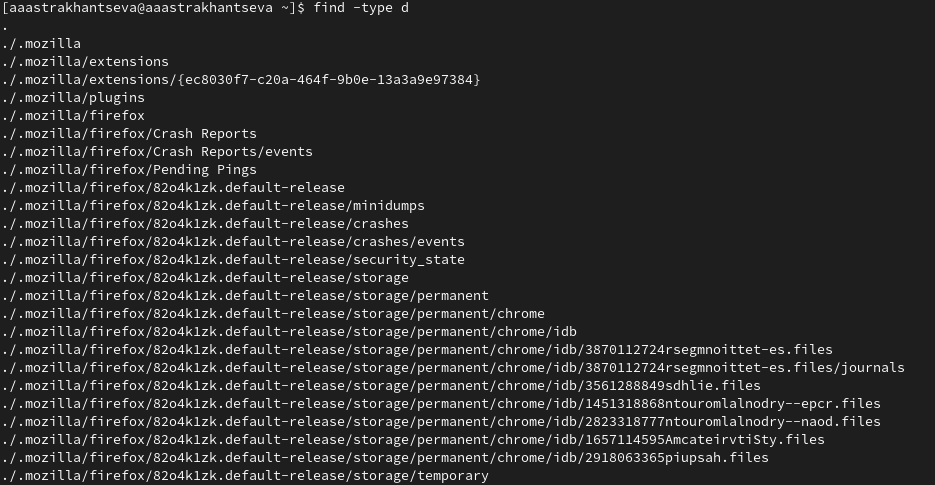 [aaastrakhantseva@aaastrakhantseva ~]$ find -type d
.
./.mozilla
./.mozilla/extensions
./.mozilla/extensions/{ec8030f7-c20a-464f-9b0e-13a3a9e97384}
./.mozilla/plugins
./.mozilla/firefox
./.mozilla/firefox/Crash Reports
./.mozilla/firefox/Crash Reports/events
./.mozilla/firefox/Pending Pings
./.mozilla/firefox/82o4k1zk.default-release
./.mozilla/firefox/82o4k1zk.default-release/minidumps
./.mozilla/firefox/82o4k1zk.default-release/crashes
./.mozilla/firefox/82o4k1zk.default-release/crashes/events
./.mozilla/firefox/82o4k1zk.default-release/security_state
./.mozilla/firefox/82o4k1zk.default-release/storage
./.mozilla/firefox/82o4k1zk.default-release/storage/permanent
./.mozilla/firefox/82o4k1zk.default-release/storage/permanent/chrome
./.mozilla/firefox/82o4k1zk.default-release/storage/permanent/chrome/idb
./.mozilla/firefox/82o4k1zk.default-release/storage/permanent/chrome/idb/3870112724rsegmnoittet-es.files
./.mozilla/firefox/82o4k1zk.default-release/storage/permanent/chrome/idb/3870112724rsegmnoittet-es.files/journals
./.mozilla/firefox/82o4k1zk.default-release/storage/permanent/chrome/idb/3561288849sdhlie.files
./.mozilla/firefox/82o4k1zk.default-release/storage/permanent/chrome/idb/1451318868ntouromlalnodry--epcr.files
./.mozilla/firefox/82o4k1zk.default-release/storage/permanent/chrome/idb/2823318777ntouromlalnodry--naod.files
./.mozilla/firefox/82o4k1zk.default-release/storage/permanent/chrome/idb/1657114595AmcateirvtiSty.files
./.mozilla/firefox/82o4k1zk.default-release/storage/permanent/chrome/idb/2918063365piupsah.files
./.mozilla/firefox/82o4k1zk.default-release/storage/temporary